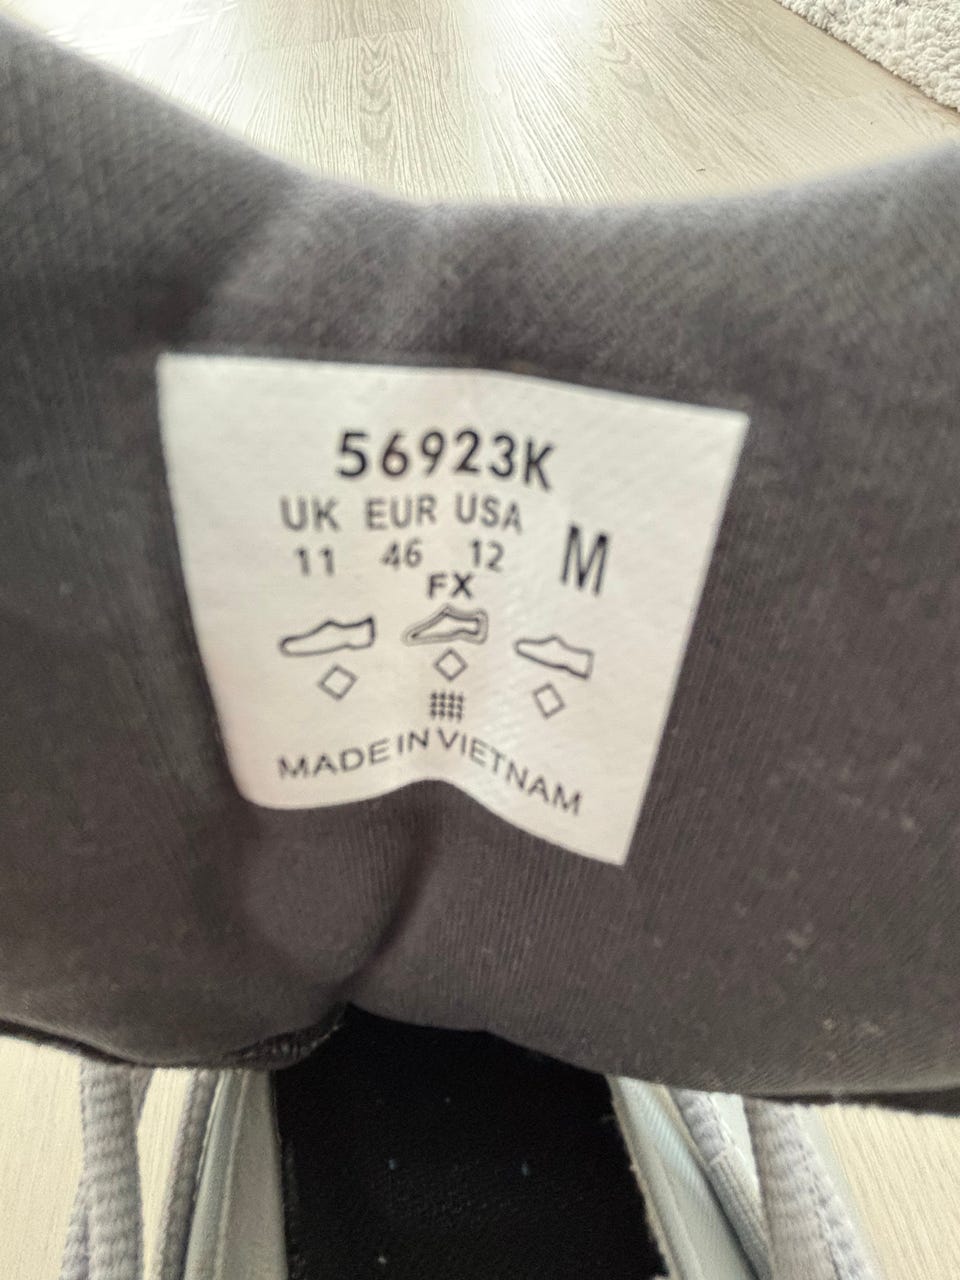 56923K
UK EUR USA
11 46 12 M
FX
MADE IN VIETNAM